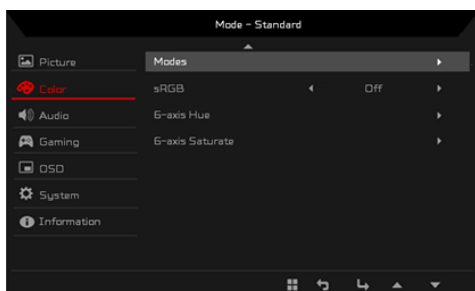 Mode - Standard
Picture
Modes
Color
sRGB Off
Audio
6-axis Hue
Gaming
6-axis Saturate
OSD
System
Information